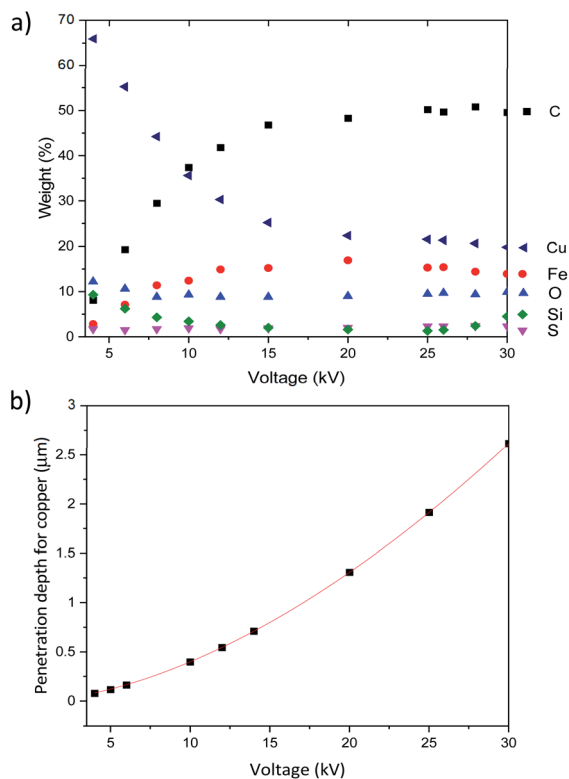 a)
70
60
50
40
30
20
10
0
Weight (%)
C
Cu
Fe
O
Si
S
5 10 15 20 25 30
Voltage (kV)
b)
3
2.5
2
1.5
1
0.5
0
Penetration depth for copper (μm)
5 10 15 20 25 30
Voltage (kV)